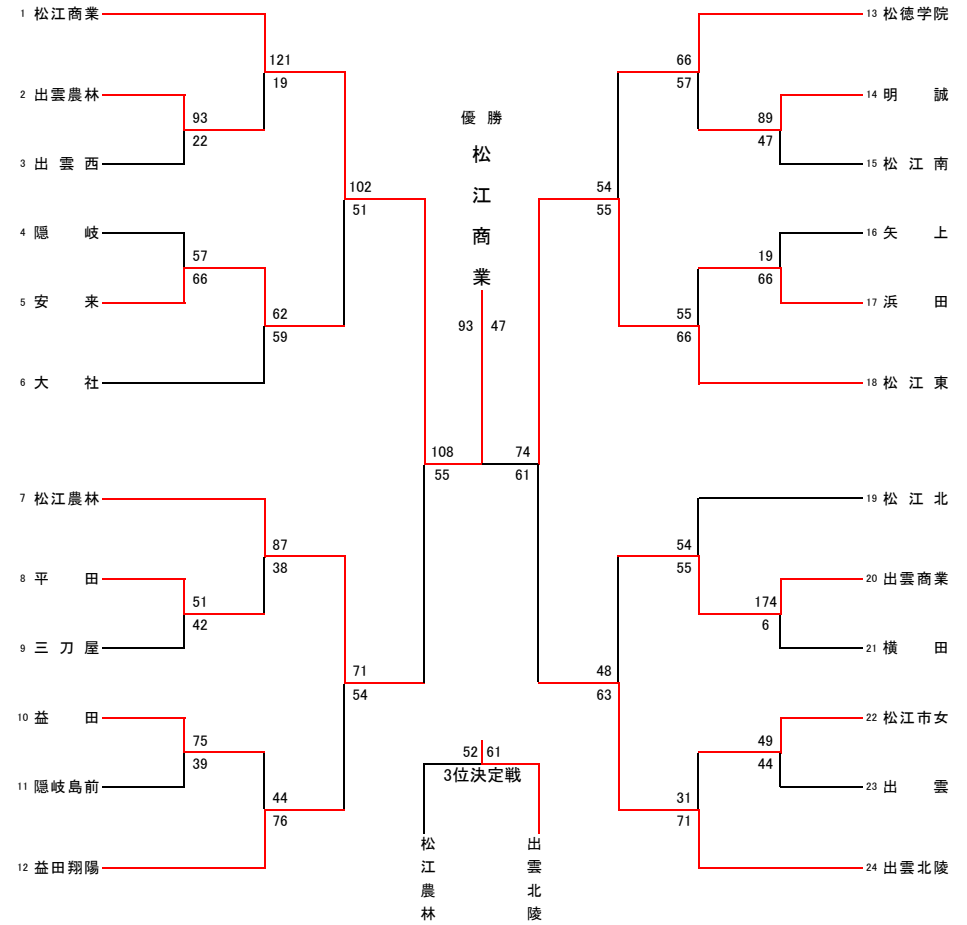 1 松江商業
2 出雲農林
3 出雲西
4 隠岐
5 安来
6 大社
7 松江農林
8 平田
9 三刀屋
10 益田
11 隠岐島前
12 益田翔陽
121
19
93
22
102
51
57
66
62
59
87
38
51
42
71
54
75
39
44
76
108
55
優勝
松江商業
93 47
74
61
52 61
3位決定戦
松江農林
出雲北陵
66
57
89
47
54
55
19
66
55
66
54
55
174
6
48
63
49
44
31
71
13 松徳学院
14 明誠
15 松江南
16 矢上
17 浜田
18 松江東
19 松江北
20 出雲商業
21 横田
22 松江市女
23 出雲
24 出雲北陵